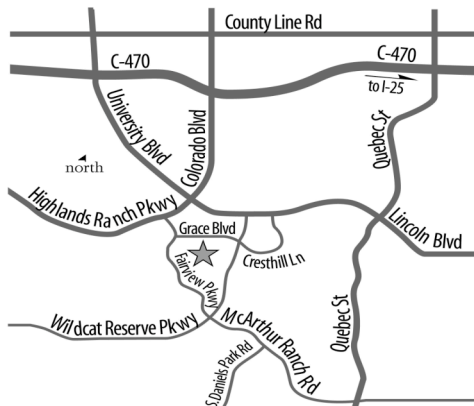 County Line Rd
C-470
C-470
to I-25
University Blvd
Colorado Blvd
Quebec St
north
Highlands Ranch Pkwy
Grace Blvd
Lincoln Blvd
Cresthill Ln
Fairview Pkwy
Wildcat Reserve Pkwy
McArthur Ranch Rd
Quebec St
S.Daniels Park Rd